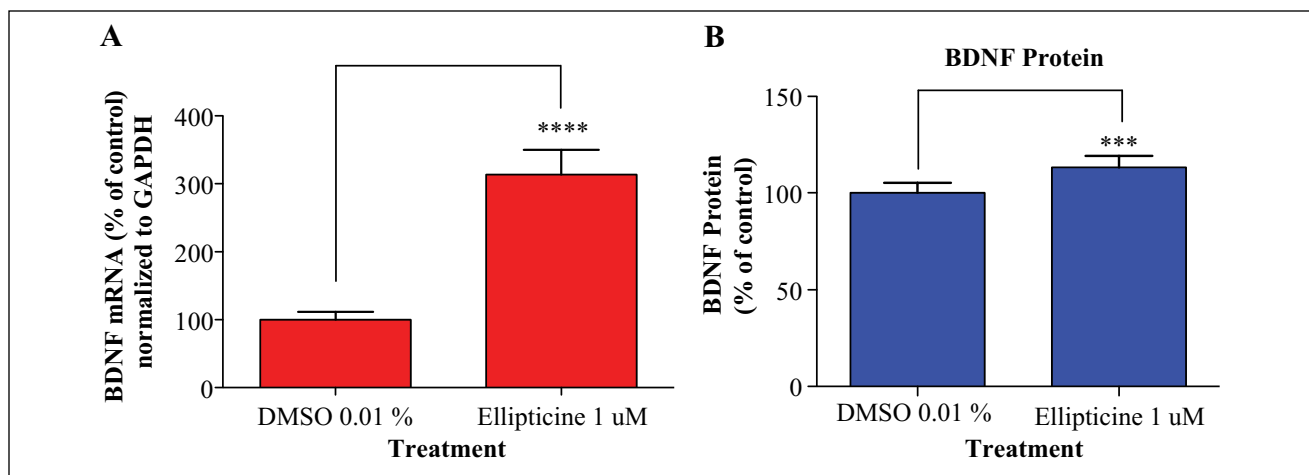 A
BDNF mRNA (% of control)
normalized to GAPDH
400
300
200
100
0
****
DMSO 0.01 %
Ellipticine 1 uM
Treatment
B
BDNF Protein
BDNF Protein
(% of control)
150
100
50
0
***
DMSO 0.01 %
Ellipticine 1 uM
Treatment